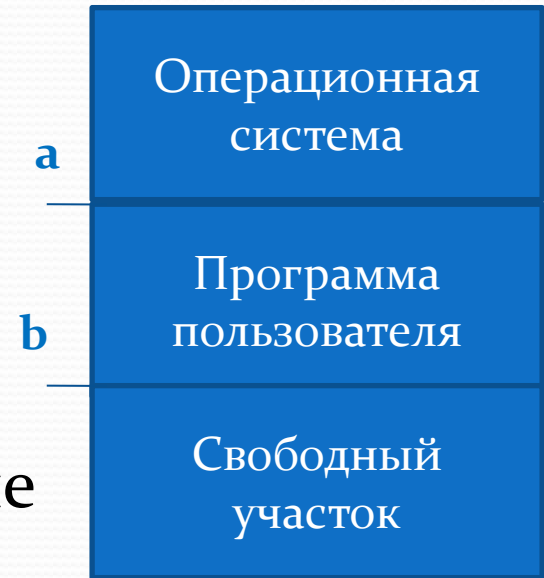 Операционная
система
a
Программа
пользователя
b
Свободный
участок